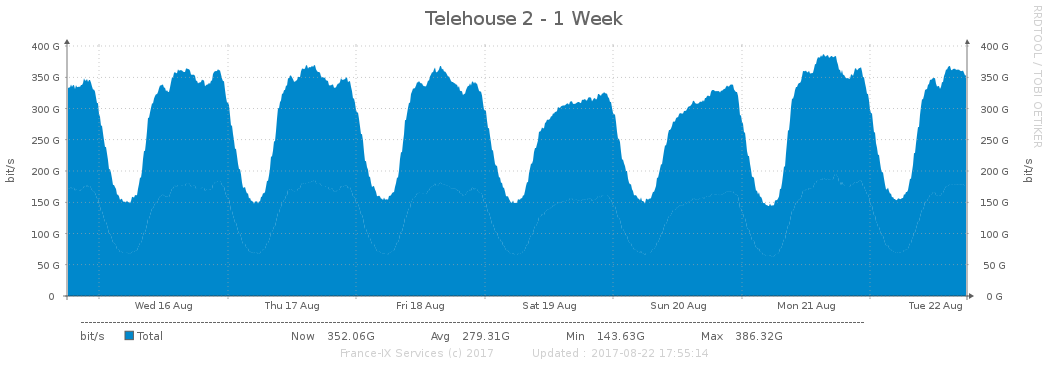 Telehouse 2 - 1 Week
RRDTOOL / TOBI OETIKER
bit/s
400 G 400 G
350 G 350 G
300 G 300 G
250 G 250 G
200 G 200 G
150 G 150 G
100 G 100 G
50 G 50 G
0 0 G
bit/s
Wed 16 Aug Thu 17 Aug Fri 18 Aug Sat 19 Aug Sun 20 Aug Mon 21 Aug Tue 22 Aug
bit/s Total Now 352.06G Avg 279.31G Min 143.63G Max 386.32G
France-IX Services (c) 2017 Updated : 2017-08-22 17:55:14